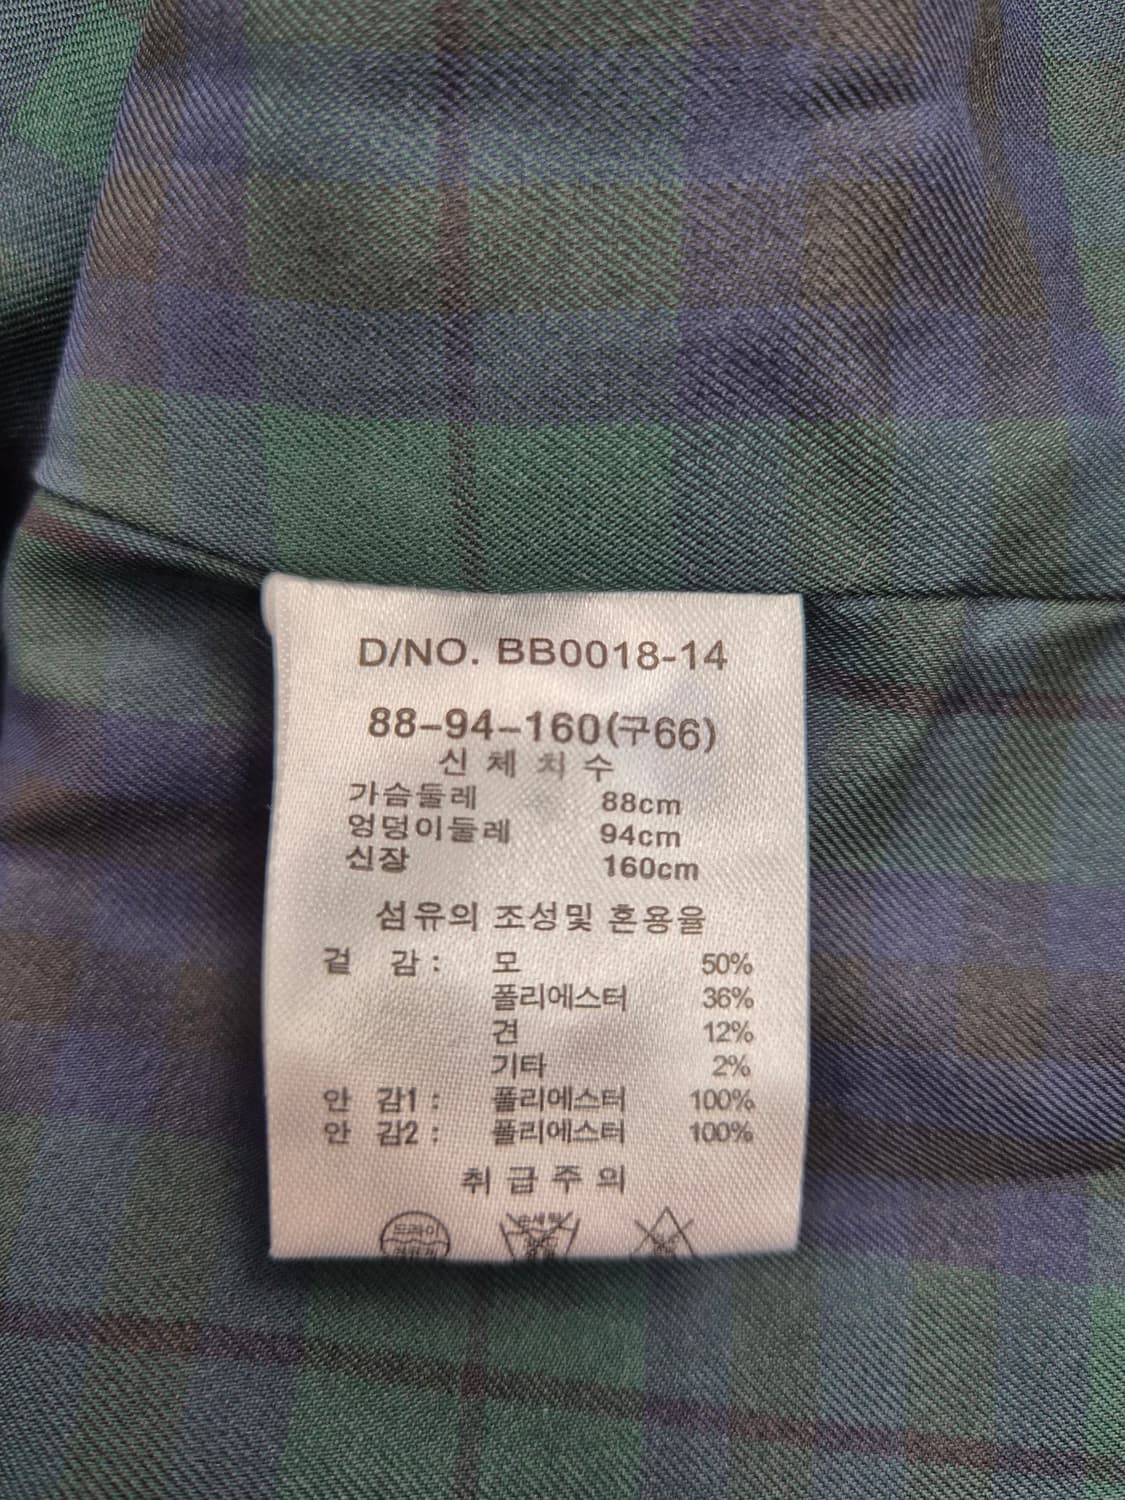 D/NO. BB0018-14
88-94-160(구66)
신 체 치 수
가슴둘레 88cm
엉덩이둘레 94cm
신장 160cm
섬유의 조성및 혼용율
겉 감 : 모 50%
폴리에스터 36%
견 12%
기타 2%
안 감1 : 폴리에스터 100%
안 감2 : 폴리에스터 100%
취 급 주 의
드라이